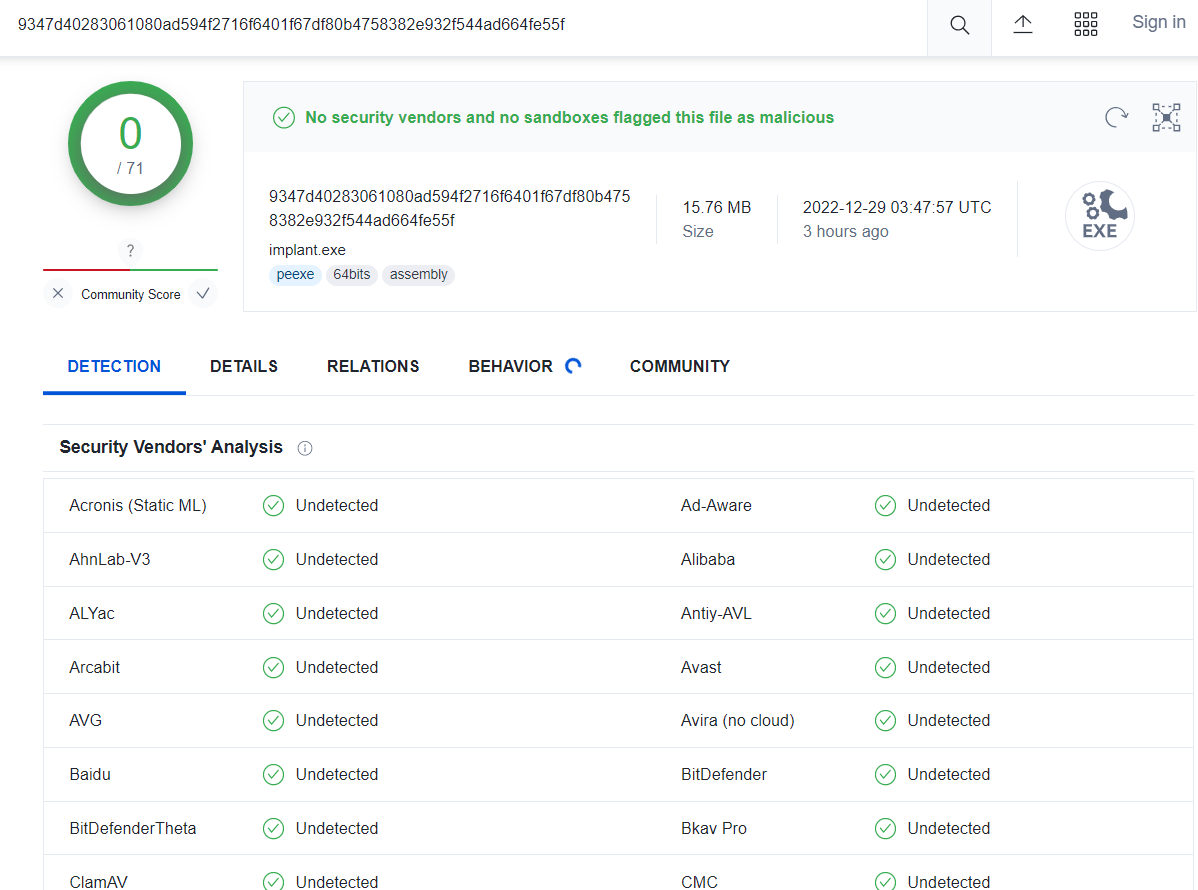 9347d40283061080ad594f2716f6401f67df80b4758382e932f544ad664fe55f
Sign in
0
/ 71
?
Community Score
No security vendors and no sandboxes flagged this file as malicious
9347d40283061080ad594f2716f6401f67df80b475
8382e932f544ad664fe55f
implant.exe
peexe 64bits assembly
15.76 MB
Size
2022-12-29 03:47:57 UTC
3 hours ago
EXE
DETECTION DETAILS RELATIONS BEHAVIOR COMMUNITY
Security Vendors' Analysis
Acronis (Static ML) Undetected Ad-Aware Undetected
AhnLab-V3 Undetected Alibaba Undetected
ALYac Undetected Antiy-AVL Undetected
Arcabit Undetected Avast Undetected
AVG Undetected Avira (no cloud) Undetected
Baidu Undetected BitDefender Undetected
BitDefenderTheta Undetected Bkav Pro Undetected
ClamAV Undetected CMC Undetected